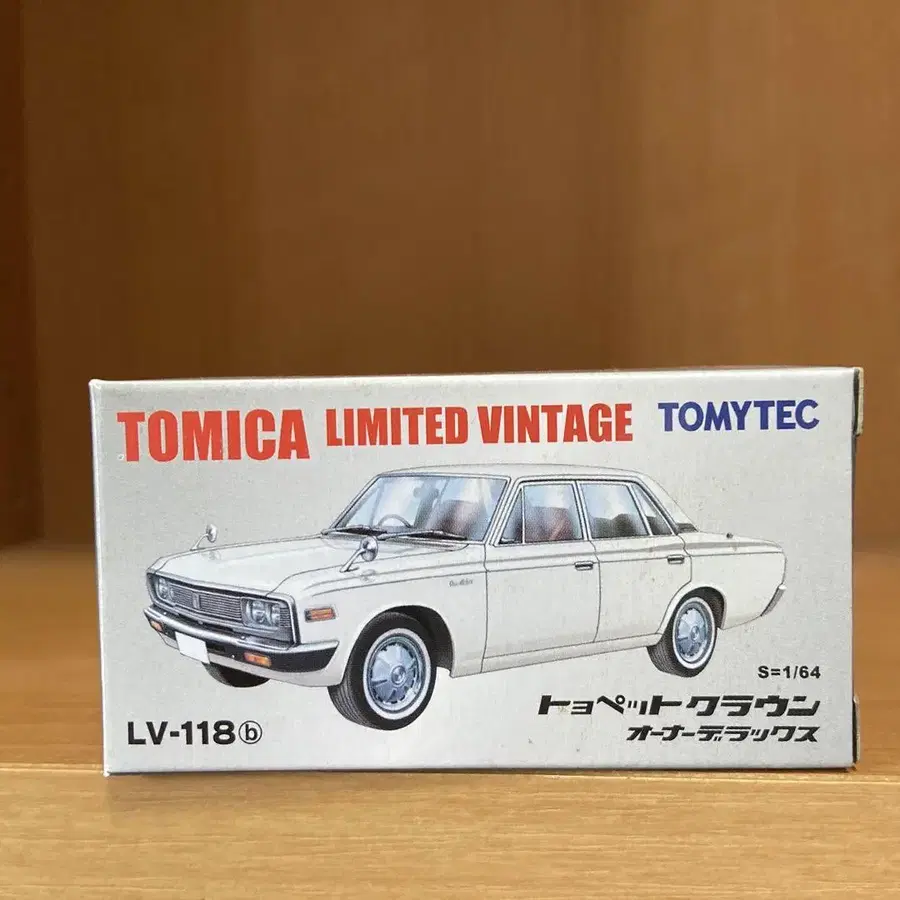 TOMICA LIMITED VINTAGE TOMYTEC
S=1/64
トヨペットクラウン
LV-118ⓑ オーナーデラックス